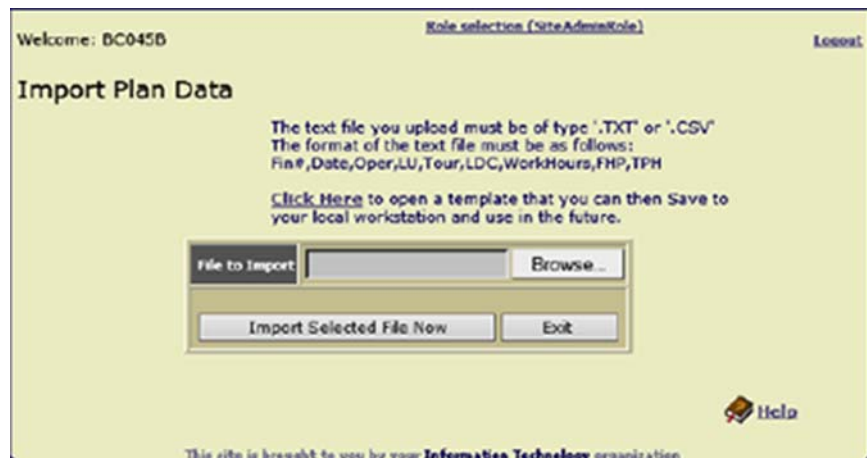 Welcome: BC045B
Role selection (SiteAdminRole)
Logout
Import Plan Data
The text file you upload must be of type '.TXT' or '.CSV'
The format of the text file must be as follows:
Fin#,Date,Oper,LU,Tour,LDC,WorkHours,FHP,TPH
Click Here to open a template that you can then Save to
your local workstation and use in the future.
File to Import
Browse...
Import Selected File Now
Exit
Help
This site is brought to you by your Information Technology organization